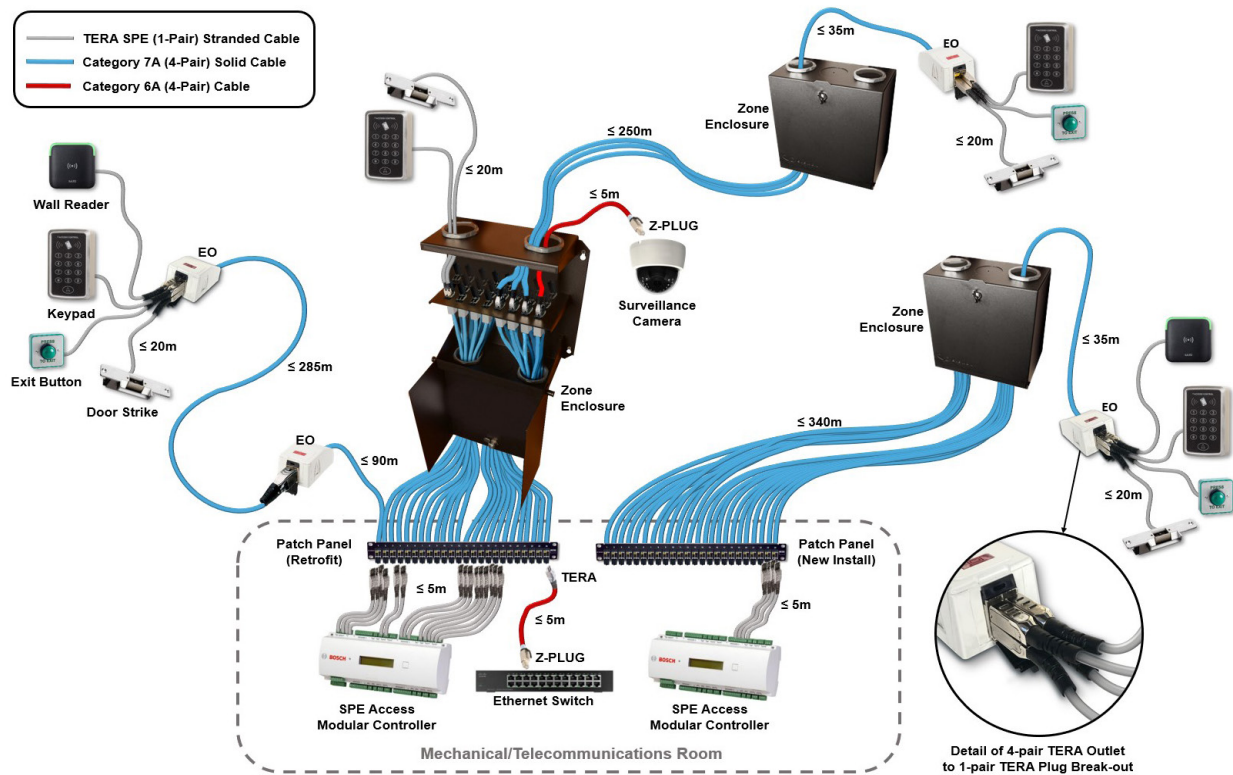 TERA SPE (1-Pair) Stranded Cable
Category 7A (4-Pair) Solid Cable
Category 6A (4-Pair) Cable
≤ 35m
EO
Zone
Enclosure
≤ 20m
≤ 250m
≤ 20m
≤ 5m
Z-PLUG
Surveillance
Camera
Wall Reader
EO
Keypad
≤ 20m
Exit Button
Door Strike
≤ 285m
Zone
Enclosure
Zone
Enclosure
≤ 35m
EO
≤ 20m
EO
≤ 90m
≤ 340m
Patch Panel
(Retrofit)
TERA
Patch Panel
(New Install)
≤ 5m
≤ 5m
≤ 5m
BOSCH
Z-PLUG
BOSCH
SPE Access
Modular Controller
Ethernet Switch
SPE Access
Modular Controller
Mechanical/Telecommunications Room
Detail of 4-pair TERA Outlet
to 1-pair TERA Plug Break-out